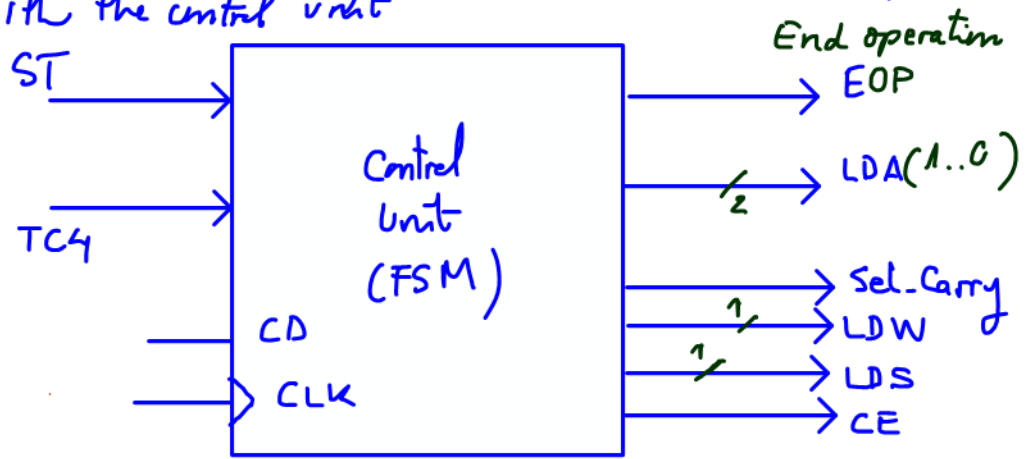 ith the control unit
End operation
ST
EOP
Control
Unit
(FSM)
LDA(1..0)
2
TC4
Sel_Carry
1
LDW
CD
1
LDS
CLK
CE